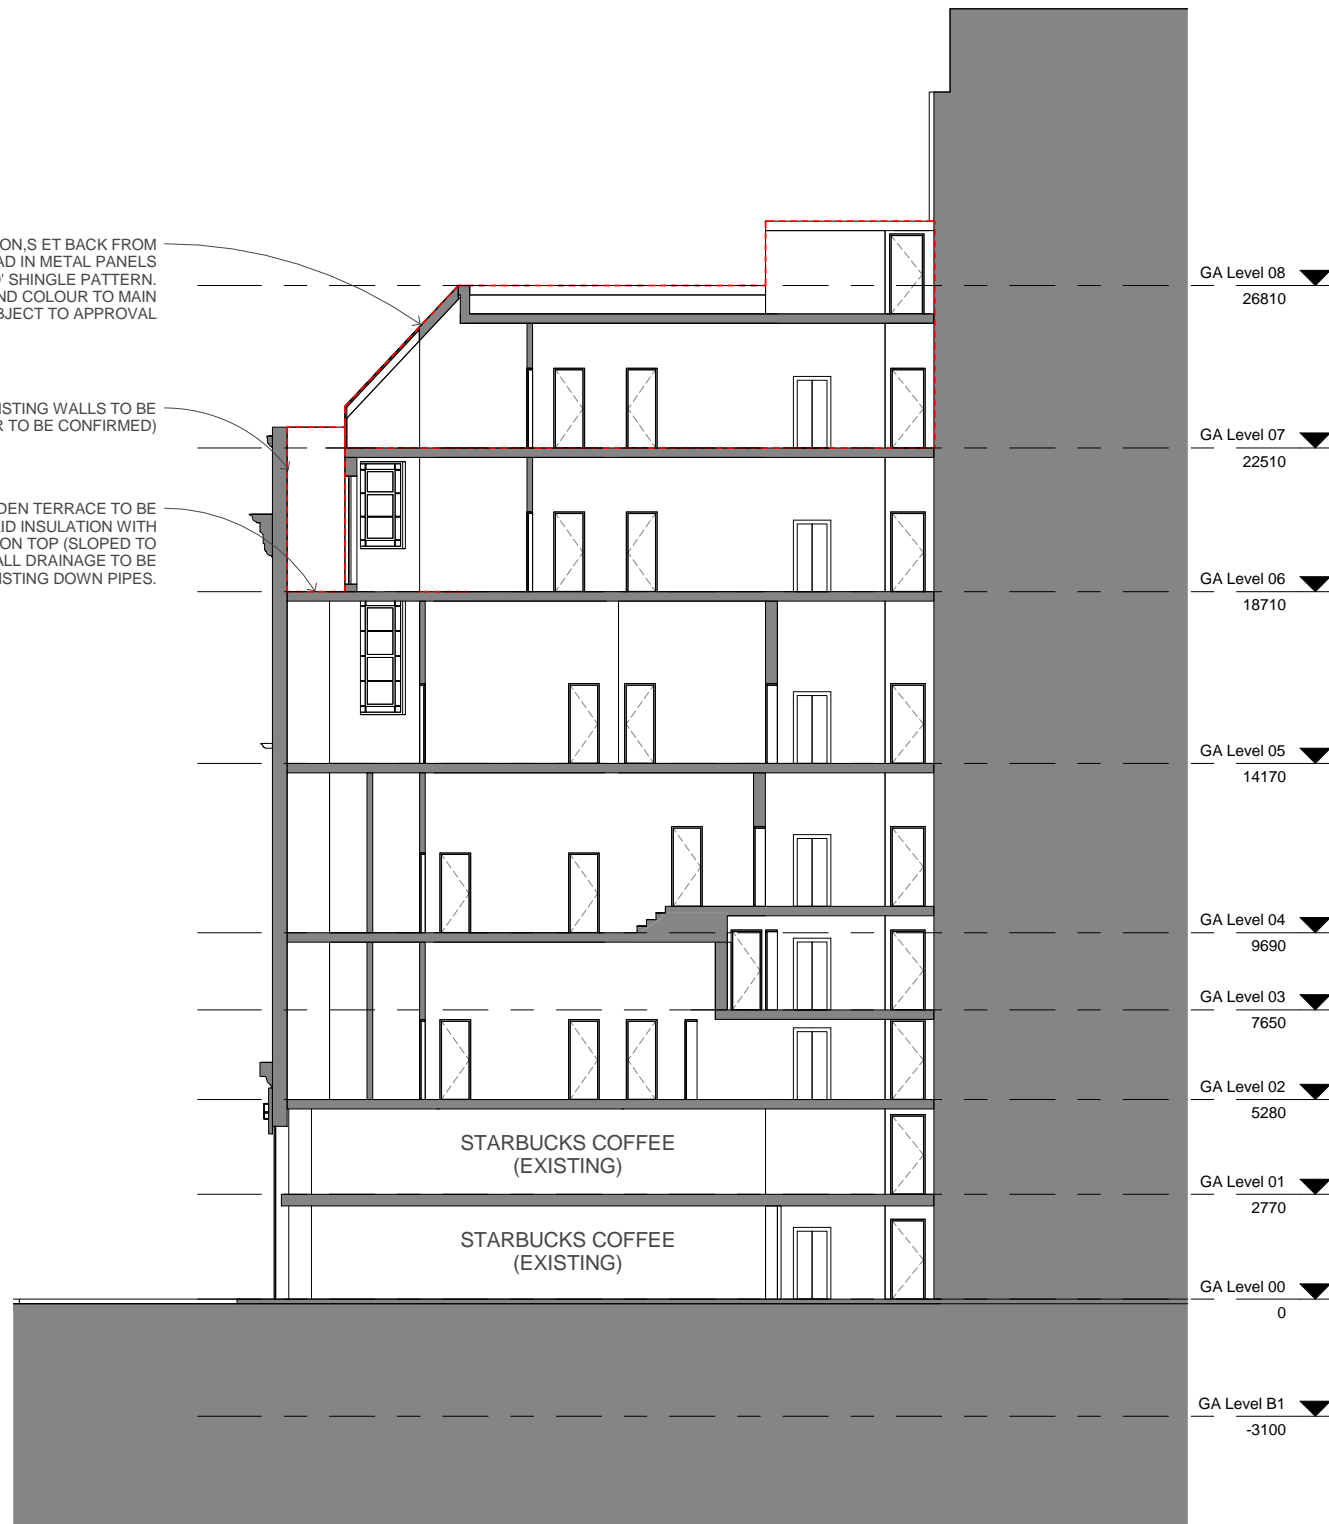 ON,S ET BACK FROM
AD IN METAL PANELS
' SHINGLE PATTERN.
ND COLOUR TO MAIN
BJECT TO APPROVAL
ISTING WALLS TO BE
R TO BE CONFIRMED)
DEN TERRACE TO BE
ID INSULATION WITH
ON TOP (SLOPED TO
ALL DRAINAGE TO BE
ISTING DOWN PIPES.
GA Level 08
26810
GA Level 07
22510
GA Level 06
18710
GA Level 05
14170
GA Level 04
9690
GA Level 03
7650
GA Level 02
5280
STARBUCKS COFFEE
(EXISTING)
GA Level 01
2770
STARBUCKS COFFEE
(EXISTING)
GA Level 00
0
GA Level B1
-3100